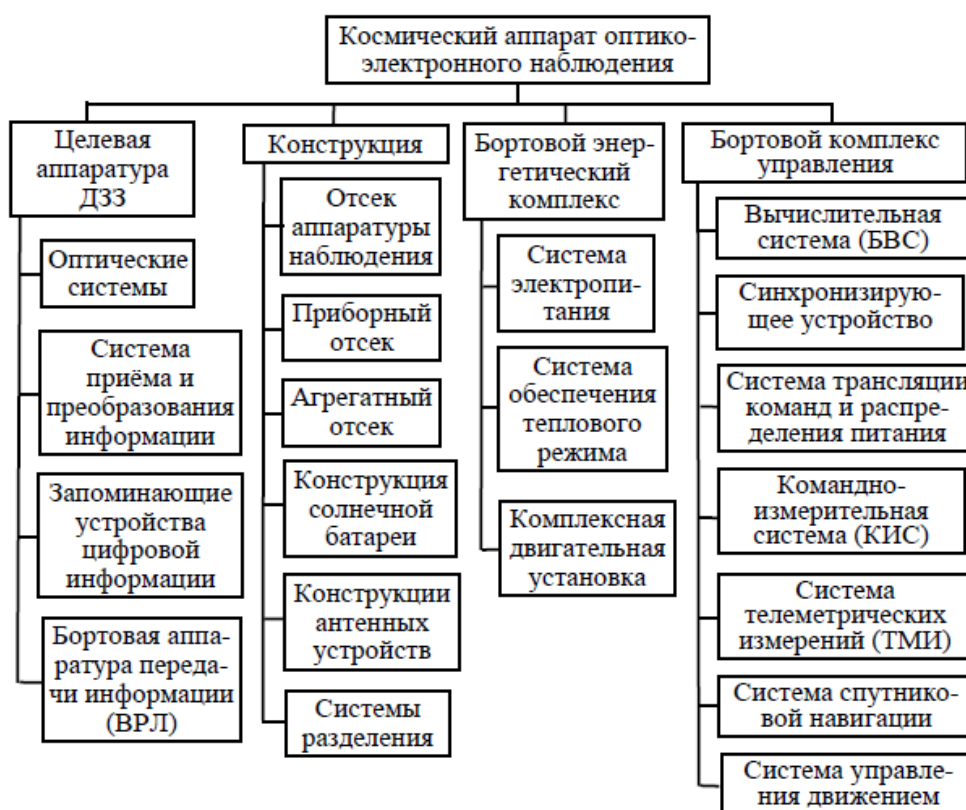 Космический аппарат оптико-
электронного наблюдения
Целевая
аппаратура
ДЗЗ
Оптические
системы
Система
приёма и
преобразования
информации
Запоминающие
устройства
цифровой
информации
Бортовая аппа-
ратура переда-
чи информации
(ВРЛ)
Конструкция
Отсек
аппаратуры
наблюдения
Приборный
отсек
Агрегатный
отсек
Конструкция
солнечной
батареи
Конструкции
антенных
устройств
Системы
разделения
Бортовой энер-
гетический
комплекс
Система
электропи-
тания
Система
обеспечения
теплового
режима
Комплексная
двигательная
установка
Бортовой комплекс
управления
Вычислительная
система (БВС)
Синхронизирую-
щее устройство
Система трансляции
команд и распре-
деления питания
Командно-
измерительная
система (КИС)
Система
телеметрических
измерений (ТМИ)
Система спутнико-
вой навигации
Система управле-
ния движением